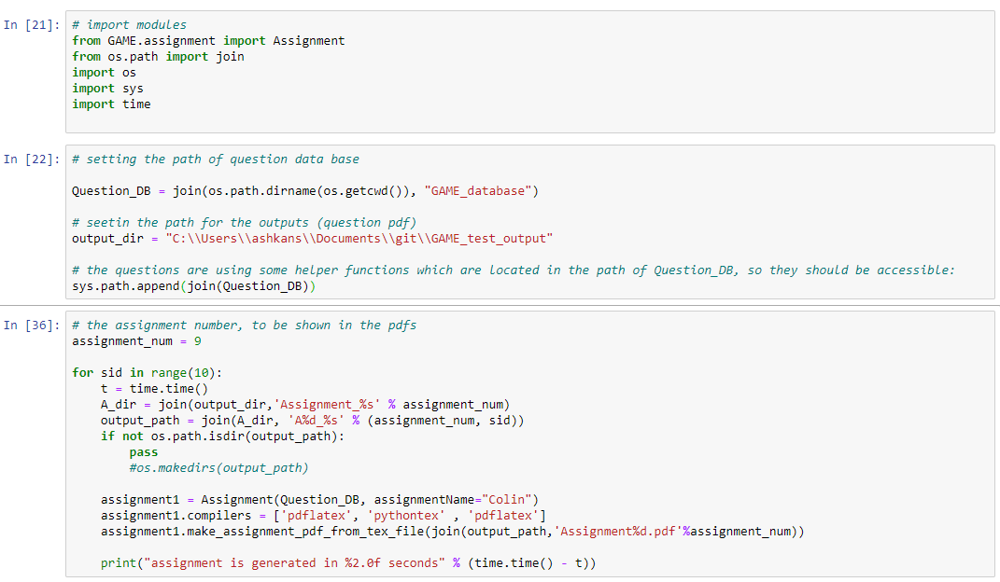 In [21]:
# import modules
from GAME.assignment import Assignment
from os.path import join
import os
import sys
import time
In [22]:
# setting the path of question data base
Question_DB = join(os.path.dirname(os.getcwd()), "GAME_database")
# seetin the path for the outputs (question pdf)
output_dir = "C:\\Users\\ashkans\\Documents\\git\\GAME_test_output"
# the questions are using some helper functions which are located in the path of Question_DB, so they should be accessible:
sys.path.append(join(Question_DB))
In [36]:
# the assignment number, to be shown in the pdfs
assignment_num = 9
for sid in range(10):
    t = time.time()
    A_dir = join(output_dir,'Assignment_%s' % assignment_num)
    output_path = join(A_dir, 'A%d_%s' % (assignment_num, sid))
    if not os.path.isdir(output_path):
        pass
        #os.makedirs(output_path)
    assignment1 = Assignment(Question_DB, assignmentName="Colin")
    assignment1.compilers = ['pdflatex', 'pythontex' , 'pdflatex']
    assignment1.make_assignment_pdf_from_tex_file(join(output_path,'Assignment%d.pdf'%assignment_num))
    print("assignment is generated in %2.0f seconds" % (time.time() - t))